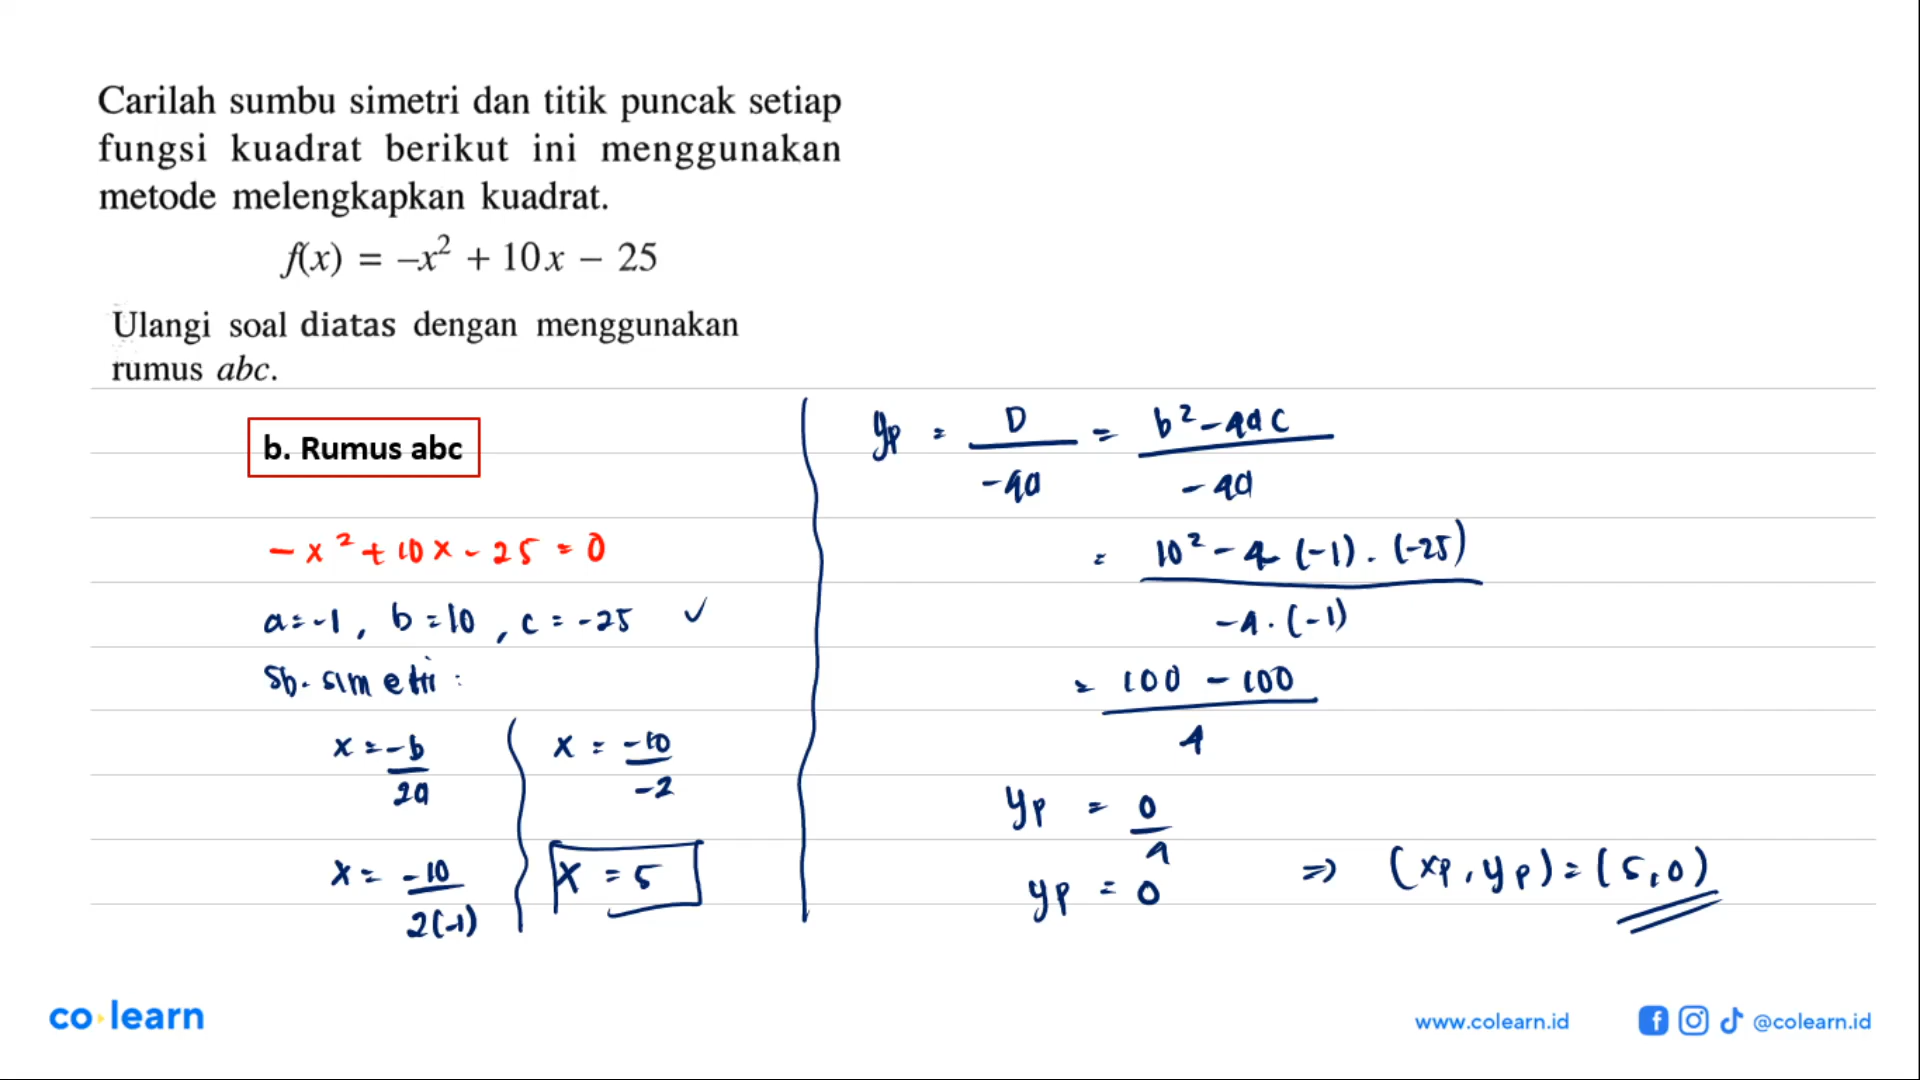 Carilah sumbu simetri dan titik puncak setiap
fungsi kuadrat berikut ini menggunakan
metode melengkapkan kuadrat.
f(x) = –x² + 10x − 25
Ulangi soal diatas dengan menggunakan
rumus abc.
b. Rumus abc
-x² + 10x - 25 = 0
a = -1, b = 10, c = -25 ✓
Sb. simetri :
x = -b/2a
x = -10/2(-1)
x = -10/-2
x = 5
yp = D/-4a = b² - 4ac/-4a
= 10² - 4 (-1) . (-25)/-4 . (-1)
= 100 - 100/4
yp = 0/4
yp = 0 ⇒ (xp, yp) = (5,0)
co learn
www.colearn.id @colearn.id